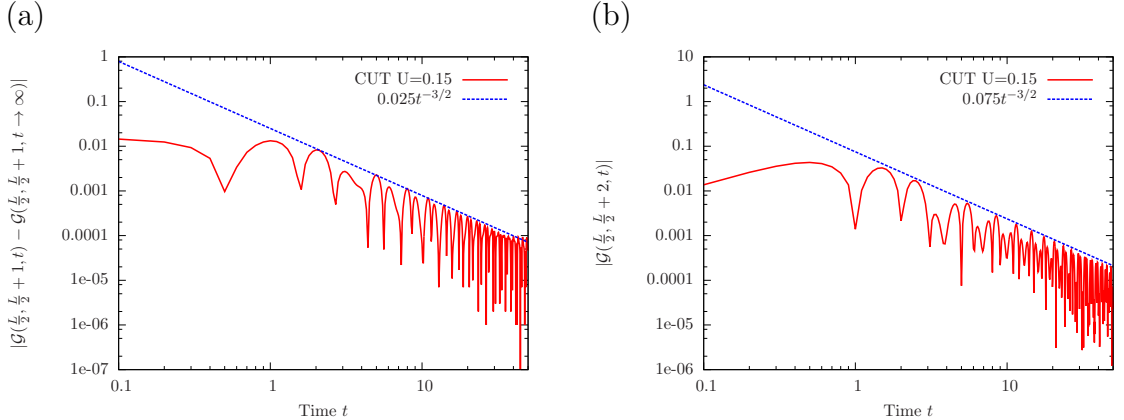 (a)
|𝒢(L/2, L/2 + 1, t) − 𝒢(L/2, L/2 + 1, t → ∞)|
1
0.1
0.01
0.001
0.0001
1e-05
1e-06
1e-07
0.1
1
10
Time t
CUT U=0.15
0.025t^{−3/2}
(b)
|𝒢(L/2, L/2 + 2, t)|
10
1
0.1
0.01
0.001
0.0001
1e-05
1e-06
0.1
1
10
Time t
CUT U=0.15
0.075t^{−3/2}